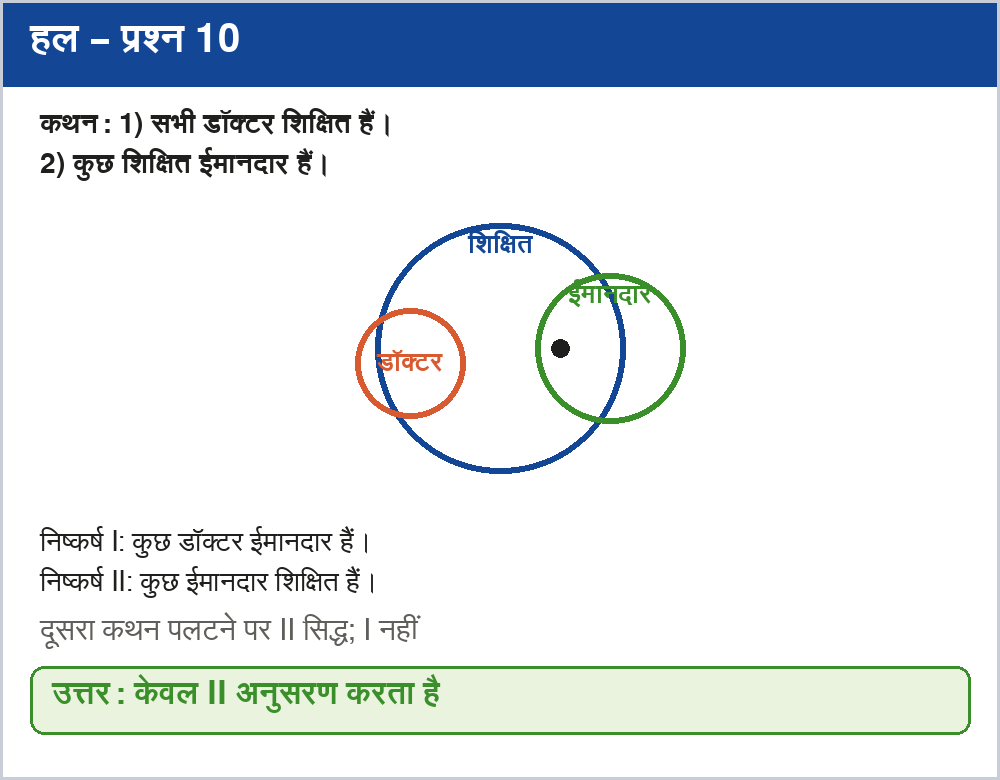 हल – प्रश्न 10
कथन : 1) सभी डॉक्टर शिक्षित हैं।
2) कुछ शिक्षित ईमानदार हैं।
शिक्षित
ईमानदार
डॉक्टर
निष्कर्ष I: कुछ डॉक्टर ईमानदार हैं।
निष्कर्ष II: कुछ ईमानदार शिक्षित हैं।
दूसरा कथन पलटने पर II सिद्ध; I नहीं
उत्तर : केवल II अनुसरण करता है